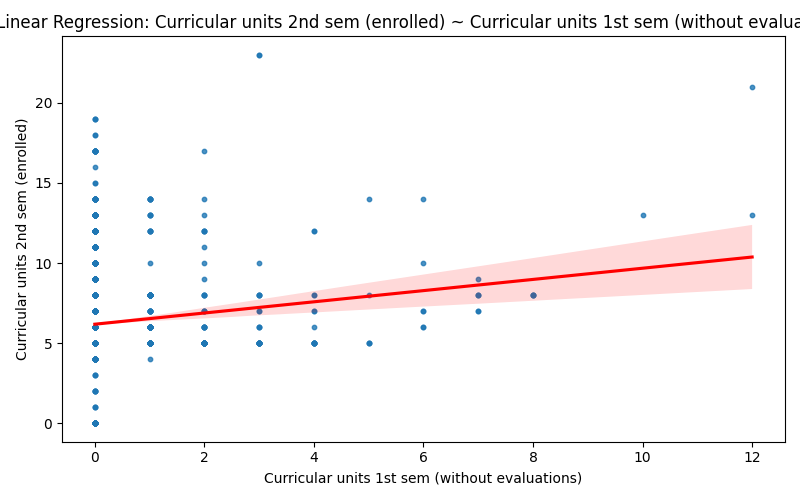 Linear Regression: Curricular units 2nd sem (enrolled) ~ Curricular units 1st sem (without evalua
Curricular units 2nd sem (enrolled)
20
15
10
5
0
0 2 4 6 8 10 12
Curricular units 1st sem (without evaluations)